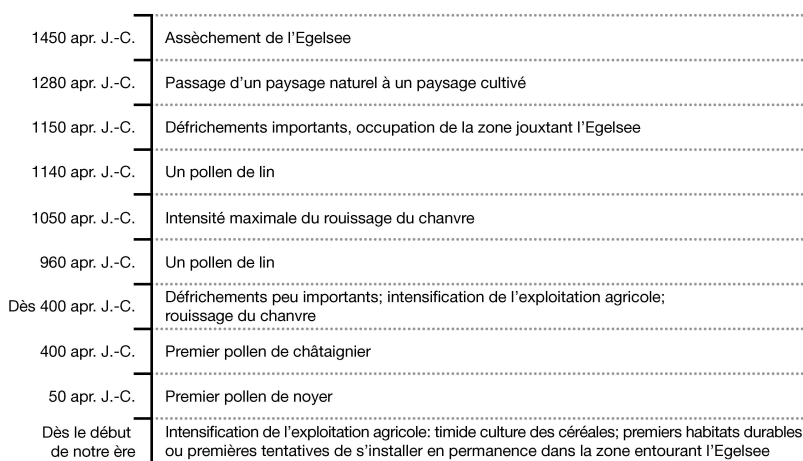 1450 apr. J.-C. Assèchement de l’Egelsee
1280 apr. J.-C. Passage d’un paysage naturel à un paysage cultivé
1150 apr. J.-C. Défrichements importants, occupation de la zone jouxtant l’Egelsee
1140 apr. J.-C. Un pollen de lin
1050 apr. J.-C. Intensité maximale du rouissage du chanvre
960 apr. J.-C. Un pollen de lin
Dès 400 apr. J.-C. Défrichements peu importants; intensification de l’exploitation agricole;
rouissage du chanvre
400 apr. J.-C. Premier pollen de châtaignier
50 apr. J.-C. Premier pollen de noyer
Dès le début Intensification de l’exploitation agricole: timide culture des céréales; premiers habitats durables
de notre ère ou premières tentatives de s’installer en permanence dans la zone entourant l’Egelsee